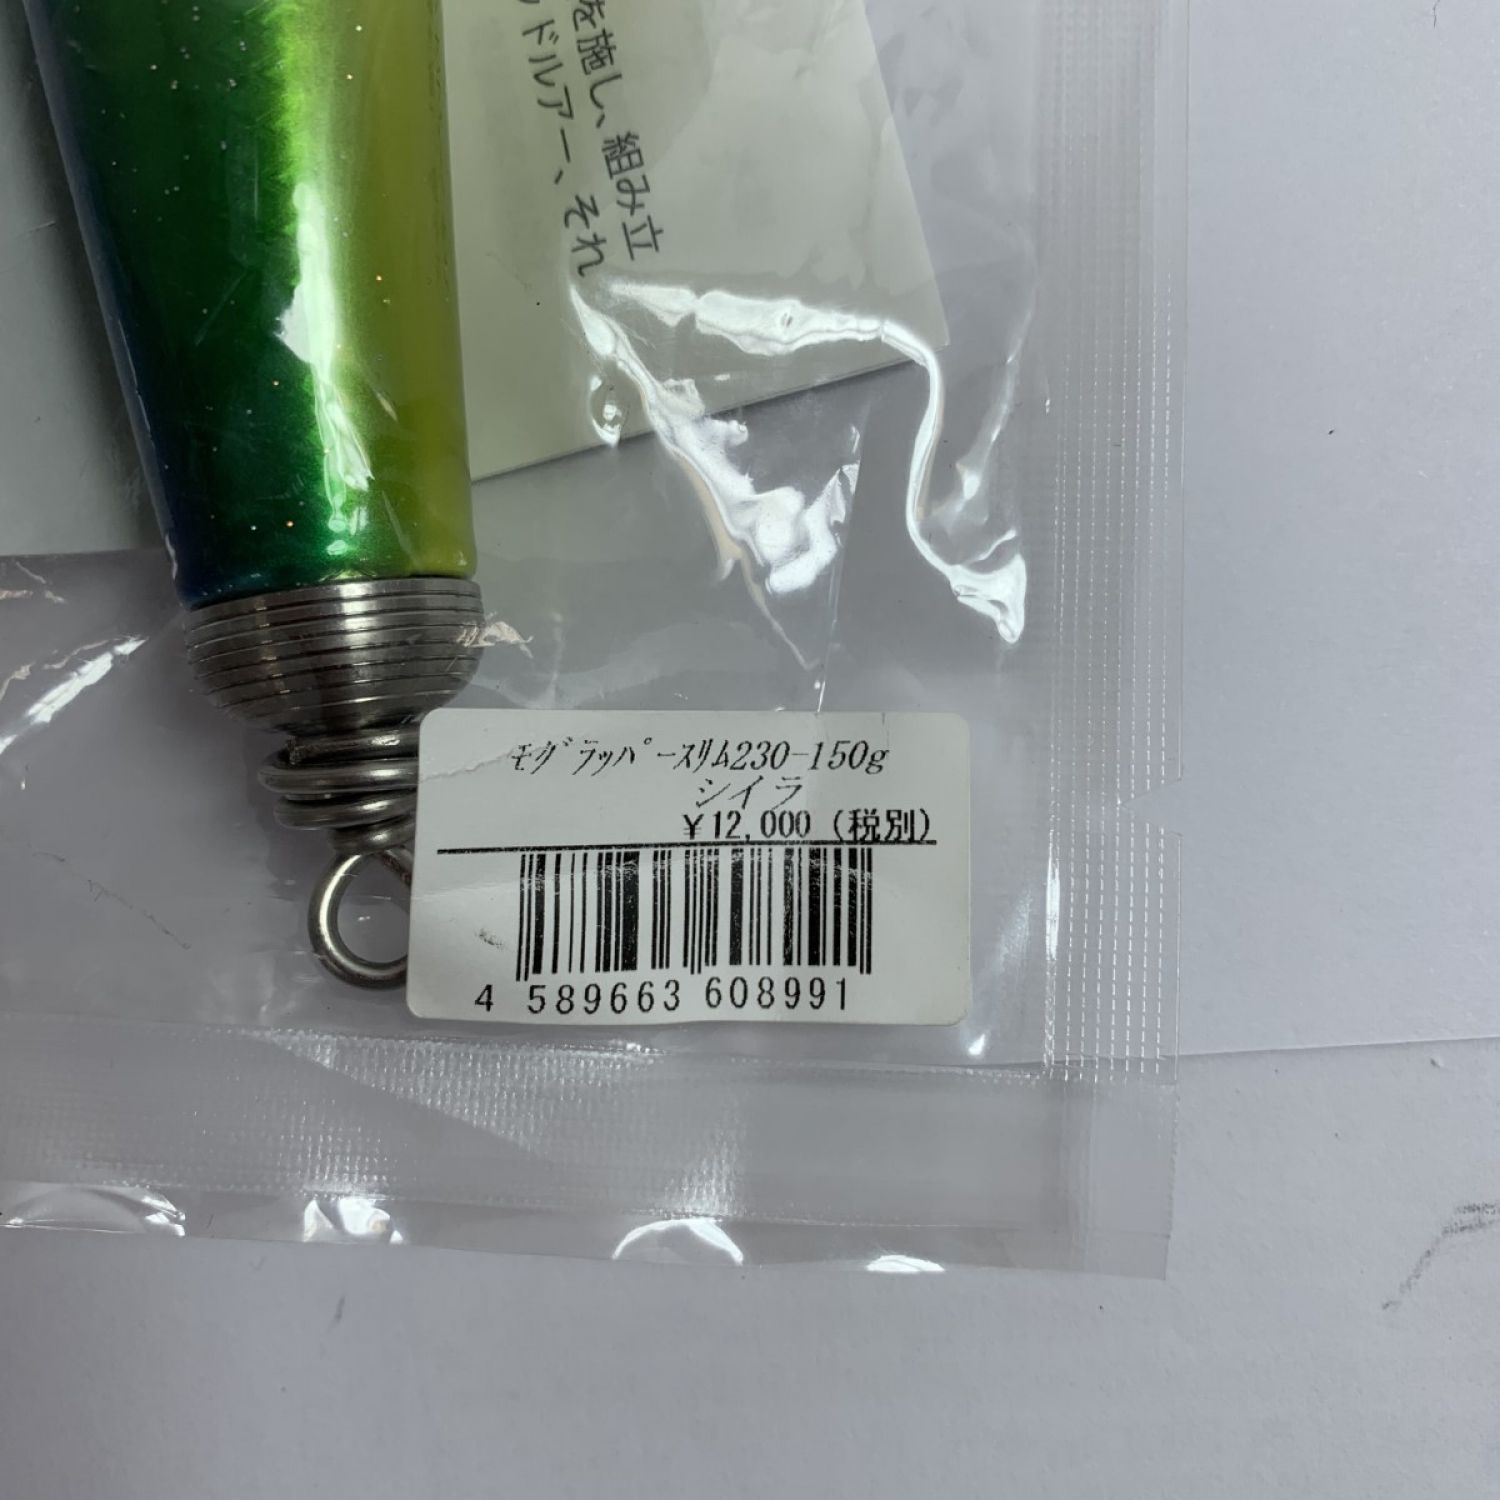 を施し、組み立
ドルアー、それ
ﾓｸﾞﾗｯﾊﾟｰｽﾘﾑ230-150g
シイラ
¥12,000（税別）
4 589663 608991